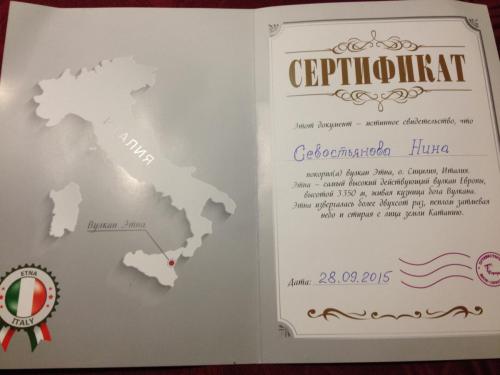 АЛИЯ
Вулкан Этна
ETNA
ITALY
СЕРТИФИКАТ
Этот документ – истинное свидетельство, что
Севостьянова Нина
покорил(а) вулкан Этна, о. Сицилия, Италия.
Этна – самый высокий действующий вулкан Европы,
высотой 3350 м, живая кузница бога Вулкана.
Этна извергалась более двухсот раз, пеплом затмевая
небо и стирая с лица земли Катанию.
Дата: 28.09.2015